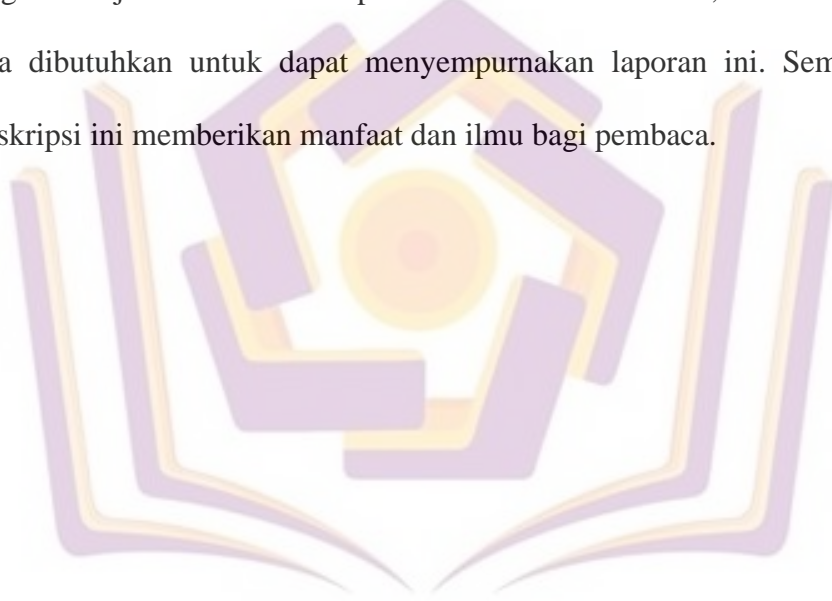 a dibutuhkan untuk dapat menyempurnakan laporan ini. Sem
skripsi ini memberikan manfaat dan ilmu bagi pembaca.